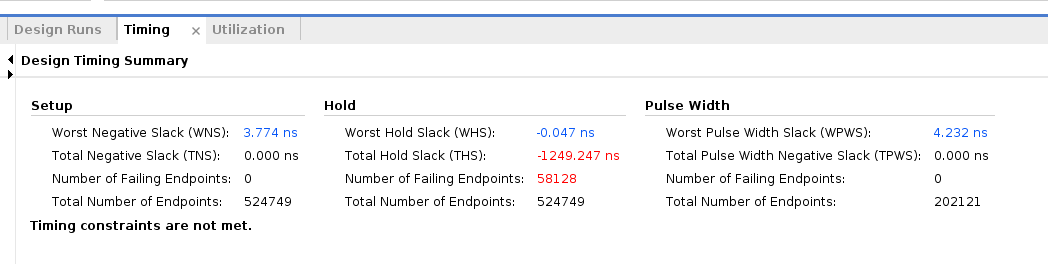 Design Runs Timing × Utilization
Design Timing Summary
Setup Hold Pulse Width
Worst Negative Slack (WNS): 3.774 ns Worst Hold Slack (WHS): -0.047 ns Worst Pulse Width Slack (WPWS): 4.232 ns
Total Negative Slack (TNS): 0.000 ns Total Hold Slack (THS): -1249.247 ns Total Pulse Width Negative Slack (TPWS): 0.000 ns
Number of Failing Endpoints: 0 Number of Failing Endpoints: 58128 Number of Failing Endpoints: 0
Total Number of Endpoints: 524749 Total Number of Endpoints: 524749 Total Number of Endpoints: 202121
Timing constraints are not met.